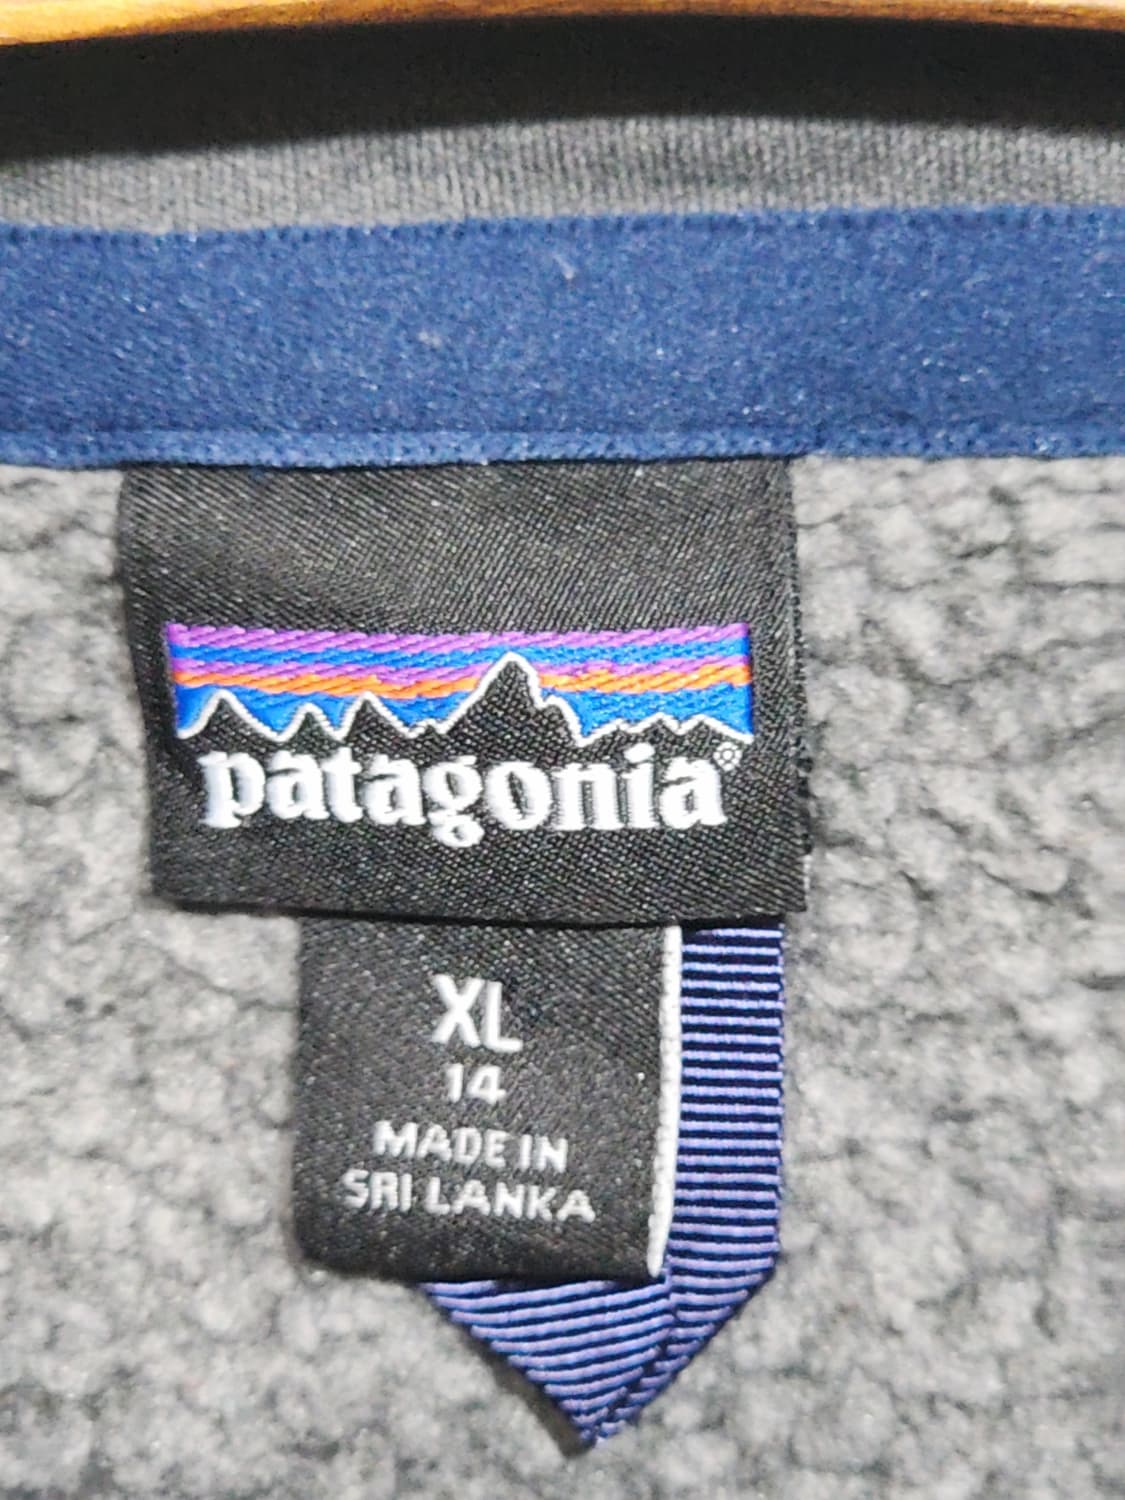 patagonia®
XL
14
MADE IN
SRI LANKA